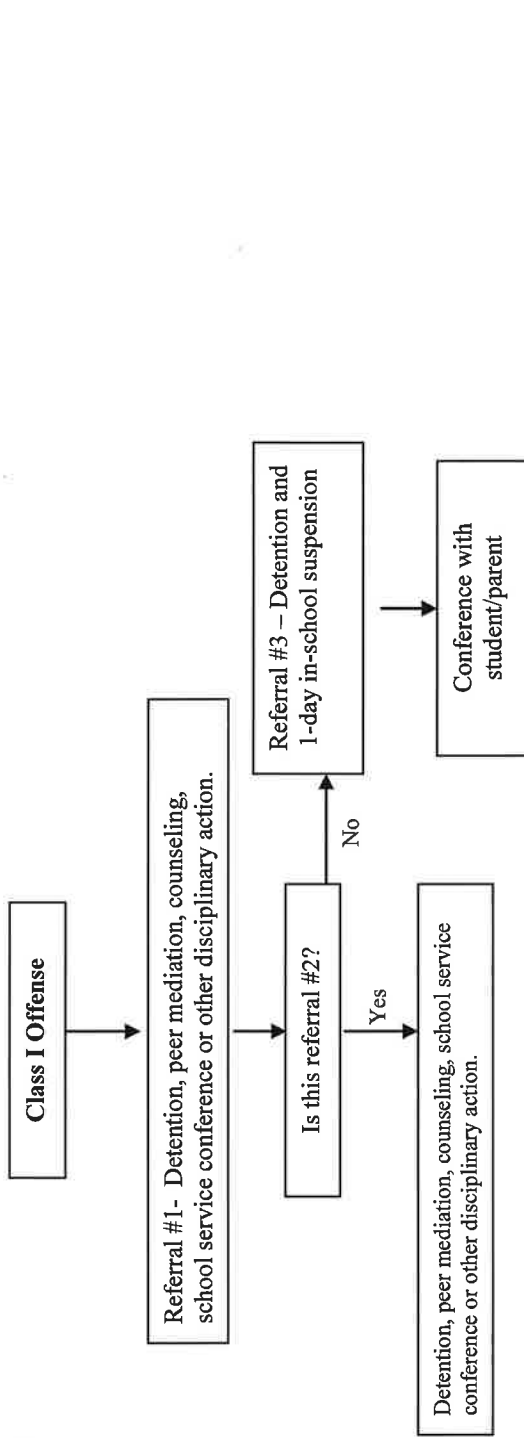 Class I Offense
Referral #1- Detention, peer mediation, counseling,
school service conference or other disciplinary action.
Is this referral #2?
No
Referral #3 – Detention and
1-day in-school suspension
Yes
Conference with
student/parent
Detention, peer mediation, counseling, school service
conference or other disciplinary action.